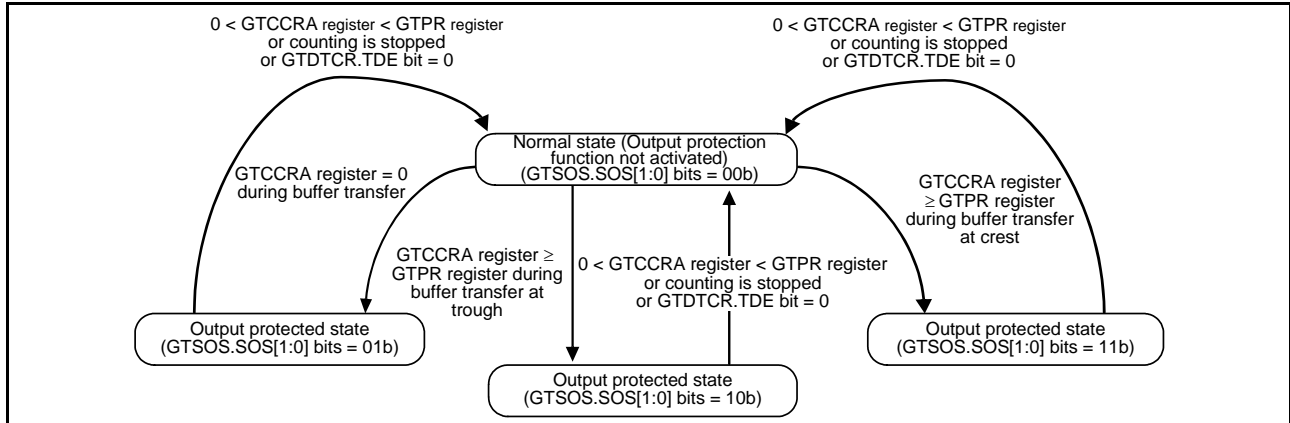 0 < GTCCRA register < GTPR register
or counting is stopped
or GTDTCR.TDE bit = 0
0 < GTCCRA register < GTPR register
or counting is stopped
or GTDTCR.TDE bit = 0
Normal state (Output protection
function not activated)
(GTSOS.SOS[1:0] bits = 00b)
GTCCRA register = 0
during buffer transfer
GTCCRA register
≥ GTPR register
during buffer transfer
at crest
GTCCRA register ≥
GTPR register during
buffer transfer at
trough
0 < GTCCRA register < GTPR register
or counting is stopped
or GTDTCR.TDE bit = 0
Output protected state
(GTSOS.SOS[1:0] bits = 01b)
Output protected state
(GTSOS.SOS[1:0] bits = 11b)
Output protected state
(GTSOS.SOS[1:0] bits = 10b)